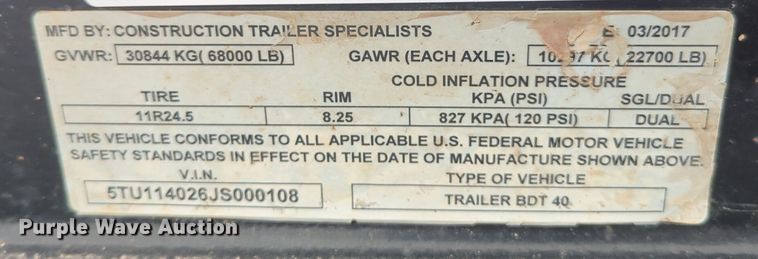 MFD BY: CONSTRUCTION TRAILER SPECIALISTS E: 03/2017
GVWR: 30844 KG( 68000 LB) GAWR (EACH AXLE): 22700 LB)
COLD INFLATION PRESSURE
TIRE RIM KPA (PSI) SGL/DUAL
11R24.5 8.25 827 KPA( 120 PSI) DUAL
THIS VEHICLE CONFORMS TO ALL APPLICABLE U.S. FEDERAL MOTOR VEHICLE
SAFETY STANDARDS IN EFFECT ON THE DATE OF MANUFACTURE SHOWN ABOVE.
V.I.N. TYPE OF VEHICLE
5TU114026JS000108 TRAILER BDT 40
Purple Wave Auction